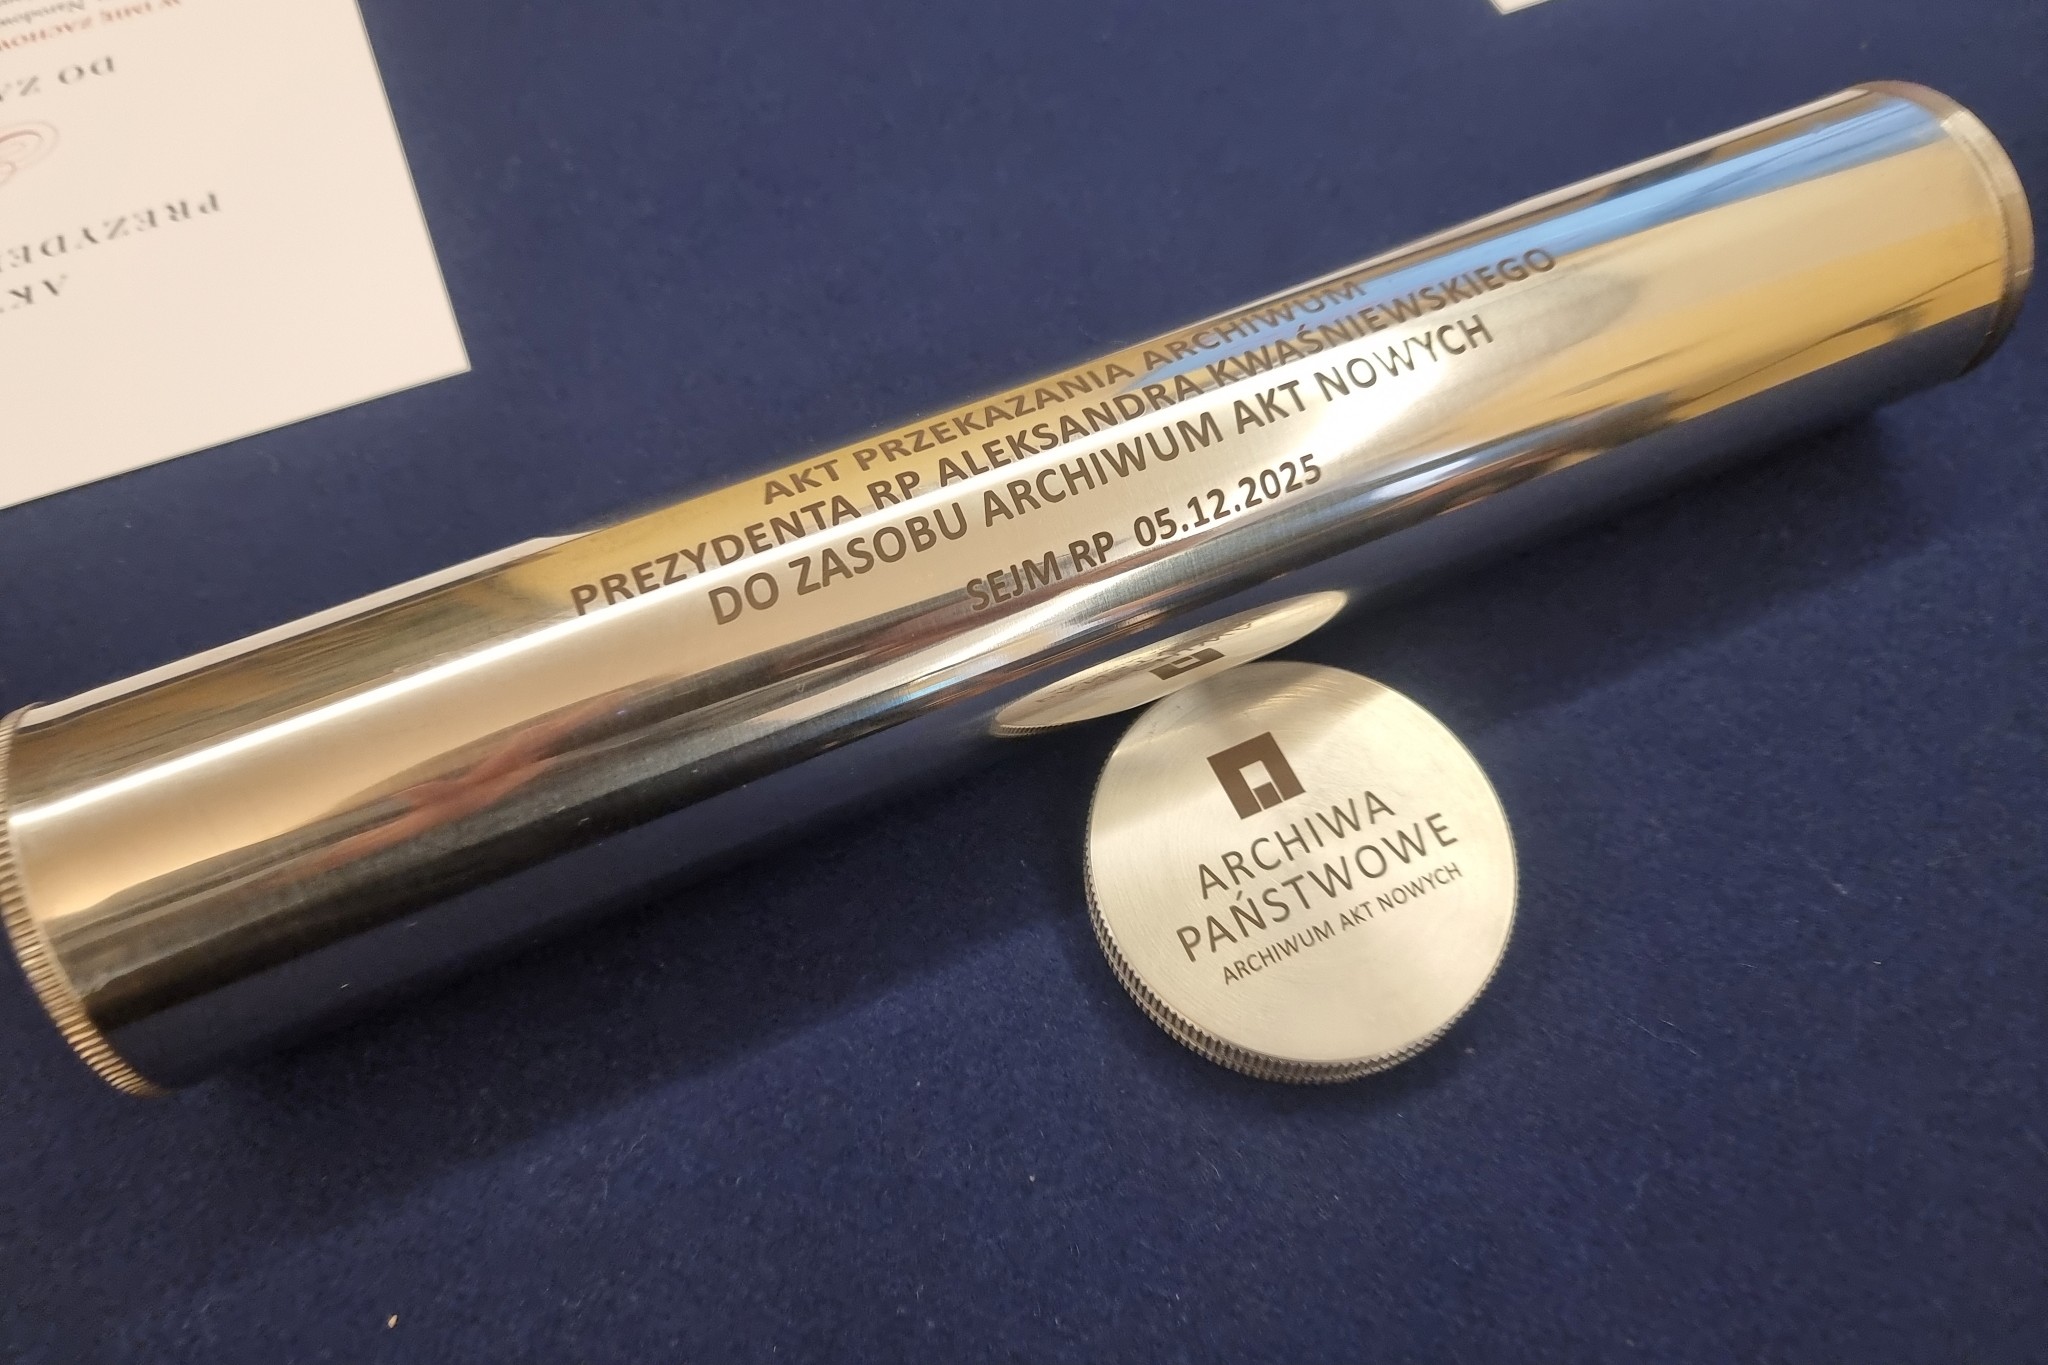 AKT PRZEKAZANIA ARCHIWUM
PREZYDENTA RP ALEKSANDRA KWAŚNIEWSKIEGO
DO ZASOBU ARCHIWUM AKT NOWYCH
SEJM RP 05.12.2025
ARCHIWA
PAŃSTWOWE
ARCHIWUM AKT NOWYCH
DO